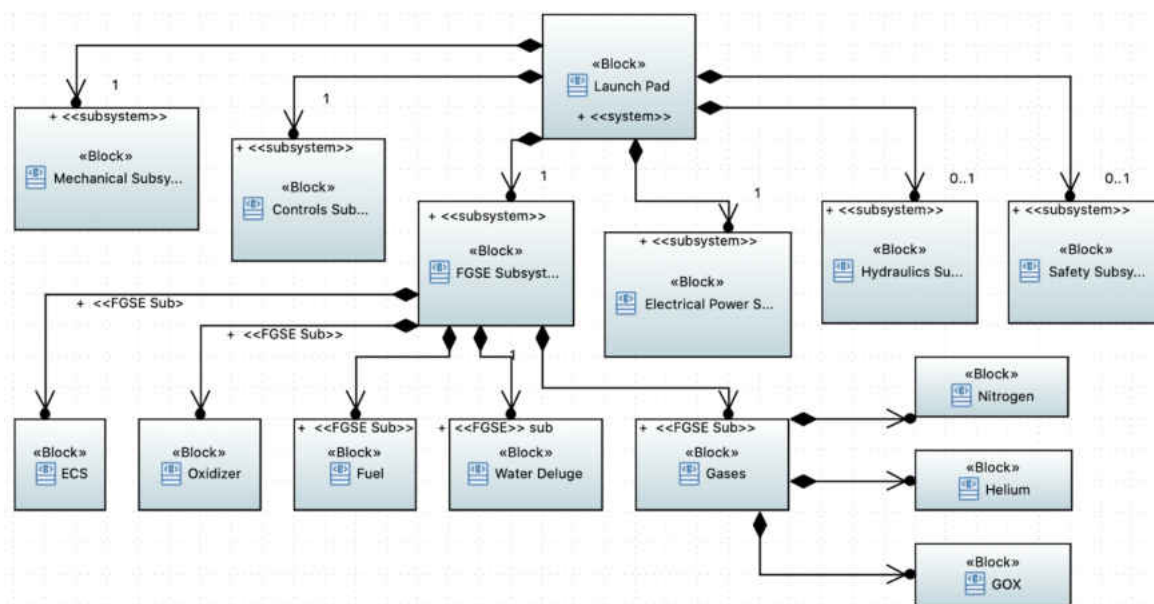 «Block»
Launch Pad
+ <<system>>
1
1
1
1
0..1
0..1
+ <<subsystem>>
«Block»
Mechanical Subsy...
+ <<subsystem>>
«Block»
Controls Sub...
+ <<subsystem>>
«Block»
FGSE Subsyst...
+ <<subsystem>>
«Block»
Electrical Power S...
+ <<subsystem>>
«Block»
Hydraulics Su...
+ <<subsystem>>
«Block»
Safety Subsy...
+ <<FGSE Sub>
+ <<FGSE Sub>>
1
«Block»
ECS
«Block»
Oxidizer
+ <<FGSE Sub>>
«Block»
Fuel
+ <<FGSE>> sub
«Block»
Water Deluge
+ <<FGSE Sub>>
«Block»
Gases
«Block»
Nitrogen
«Block»
Helium
«Block»
GOX